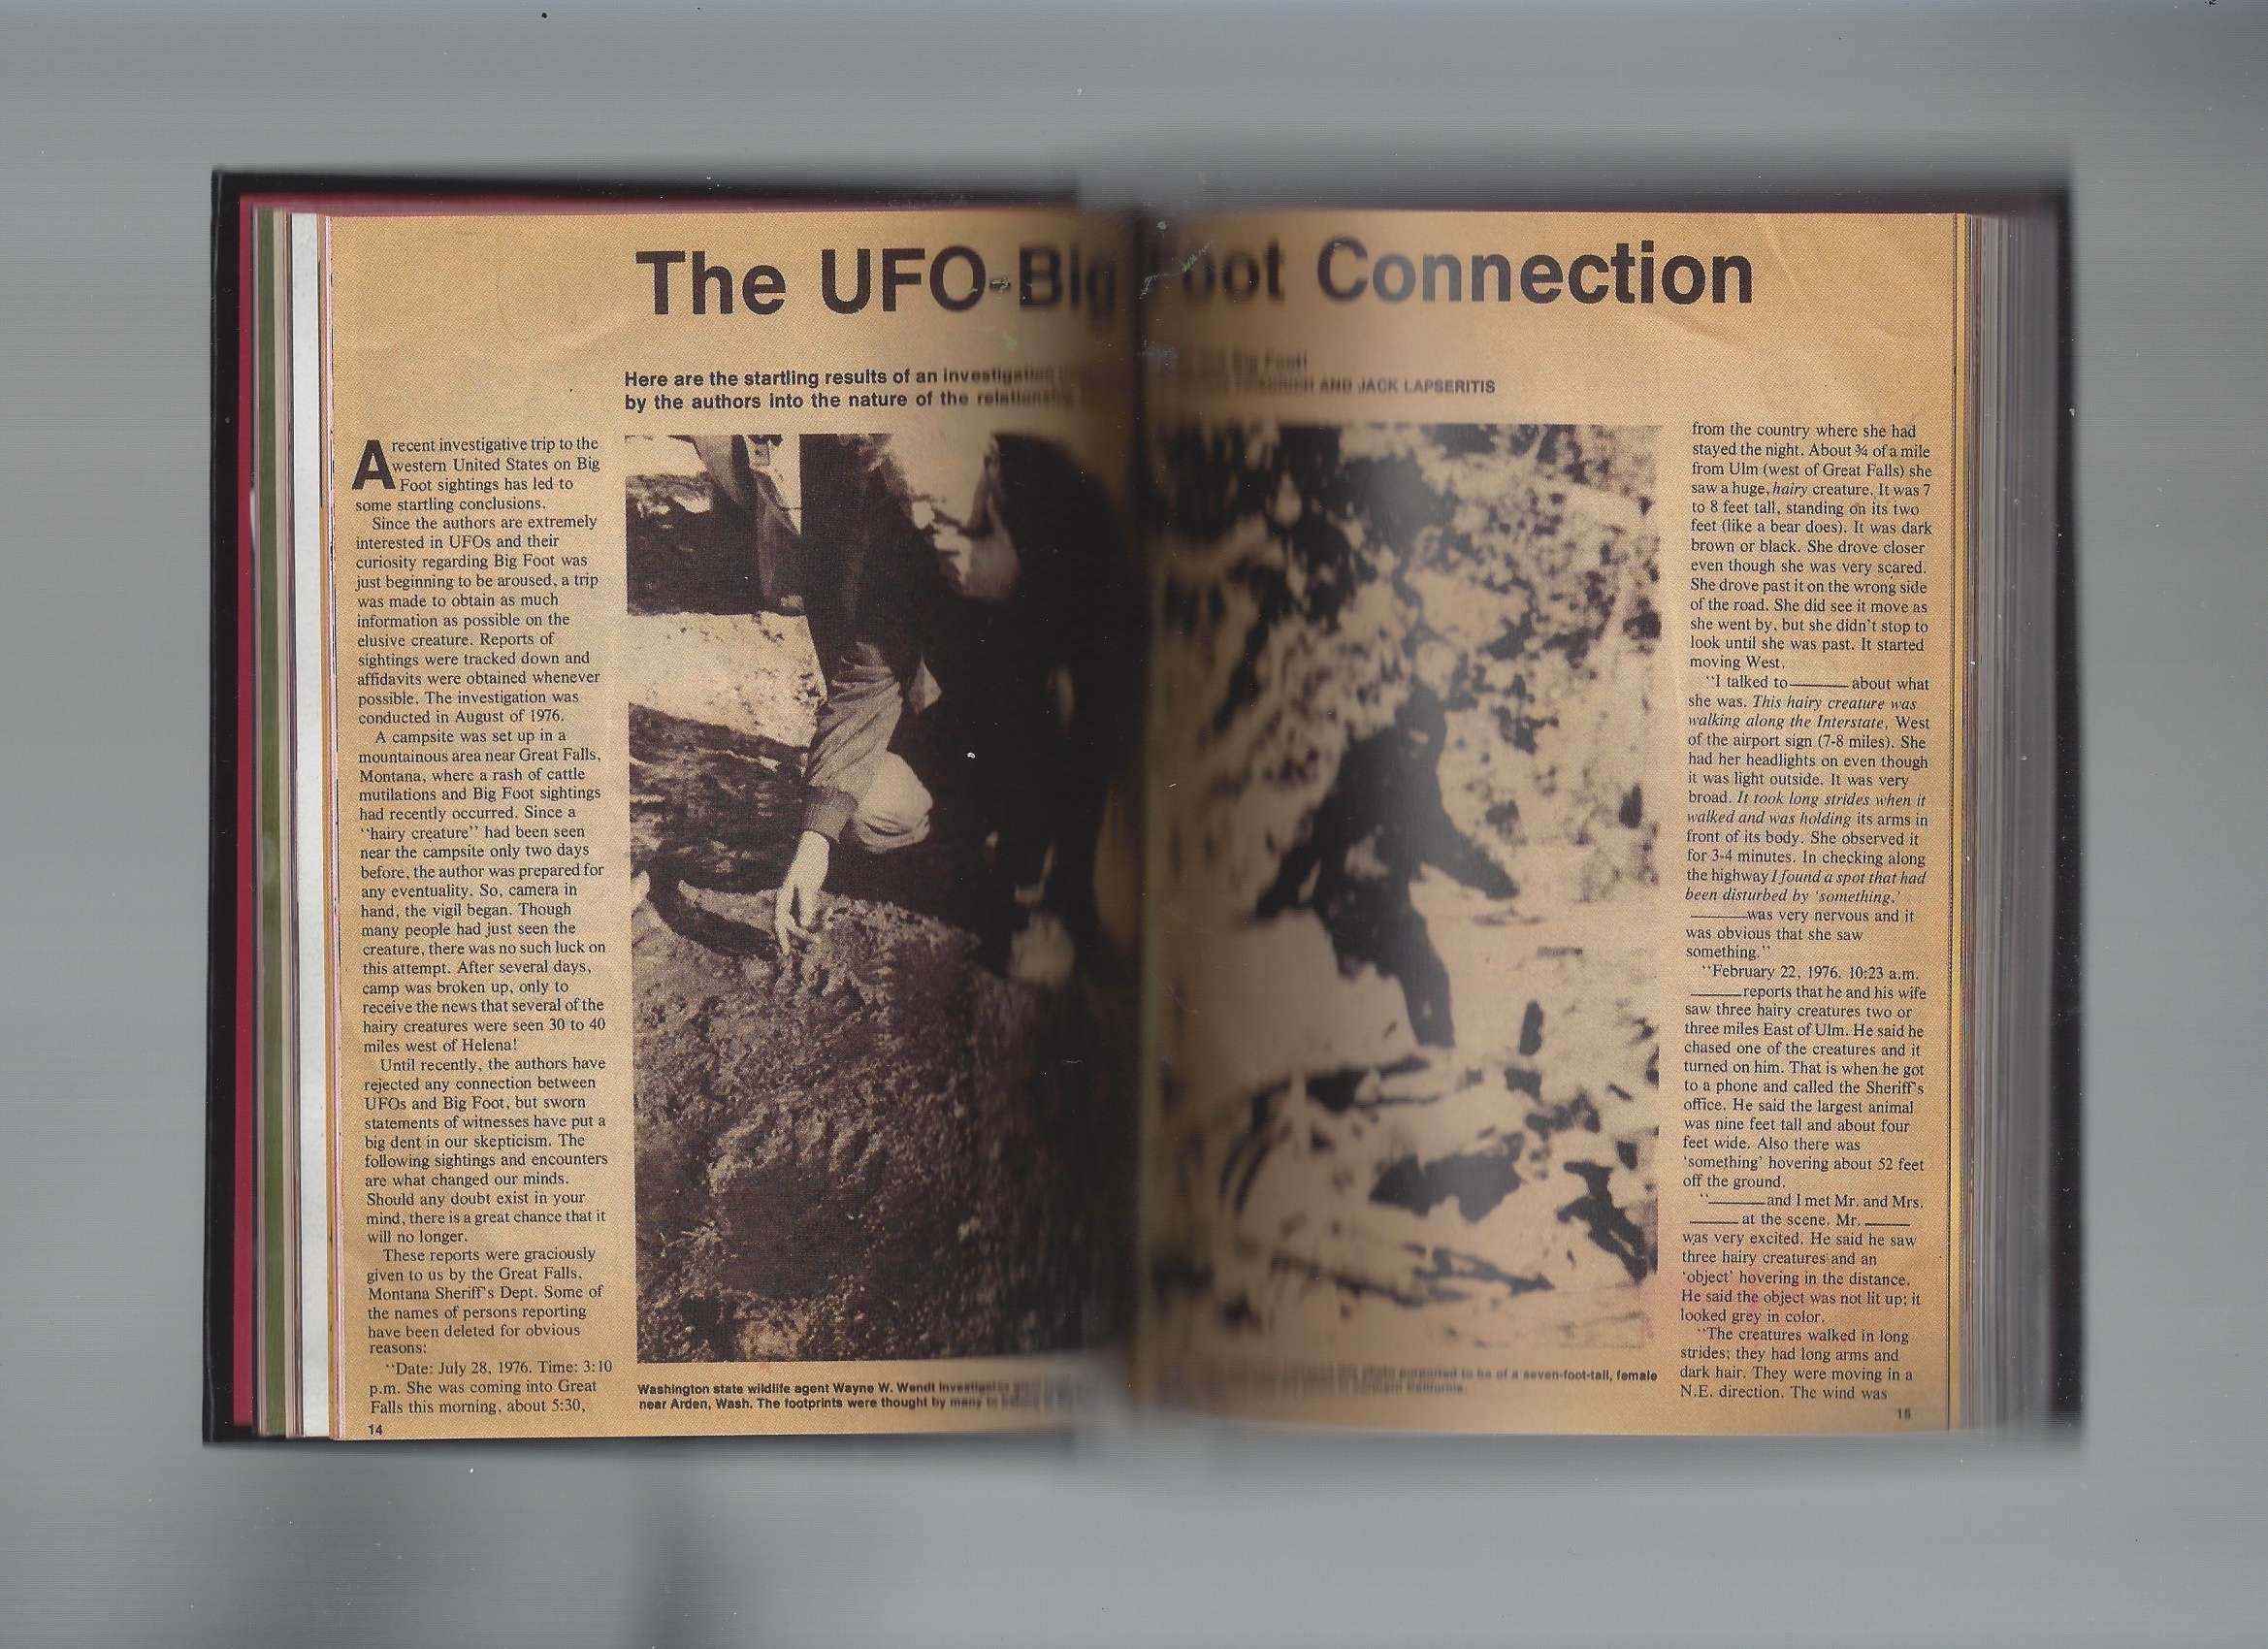 The UFO-Big Foot Connection
Here are the startling results of an investigation
by the authors into the nature of the relationship
Big Foot!
AND JACK LAPSERITIS
A recent investigative trip to the
western United States on Big
Foot sightings has led to
some startling conclusions.
Since the authors are extremely
interested in UFOs and their
curiosity regarding Big Foot was
just beginning to be aroused, a trip
was made to obtain as much
information as possible on the
elusive creature. Reports of
sightings were tracked down and
affidavits were obtained whenever
possible. The investigation was
conducted in August of 1976.
A campsite was set up in a
mountainous area near Great Falls,
Montana, where a rash of cattle
mutilations and Big Foot sightings
had recently occurred. Since a
"hairy creature" had been seen
near the campsite only two days
before, the author was prepared for
any eventuality. So, camera in
hand, the vigil began. Though
many people had just seen the
creature, there was no such luck on
this attempt. After several days,
camp was broken up, only to
receive the news that several of the
hairy creatures were seen 30 to 40
miles west of Helena!
Until recently, the authors have
rejected any connection between
UFOs and Big Foot, but sworn
statements of witnesses have put a
big dent in our skepticism. The
following sightings and encounters
are what changed our minds.
Should any doubt exist in your
mind, there is a great chance that it
will no longer.
These reports were graciously
given to us by the Great Falls,
Montana Sheriff's Dept. Some of
the names of persons reporting
have been deleted for obvious
reasons:
"Date: July 28, 1976. Time: 3:10
p.m. She was coming into Great
Falls this morning, about 5:30,
14
Washington state wildlife agent Wayne W. Wendt investigates
near Arden, Wash. The footprints were thought by many to
photo purported to be of a seven-foot-tall, female
California.
from the country where she had
stayed the night. About ¾ of a mile
from Ulm (west of Great Falls) she
saw a huge, hairy creature. It was 7
to 8 feet tall, standing on its two
feet (like a bear does). It was dark
brown or black. She drove closer
even though she was very scared.
She drove past it on the wrong side
of the road. She did see it move as
she went by, but she didn't stop to
look until she was past. It started
moving West.
"I talked to ——— about what
she was. This hairy creature was
walking along the Interstate, West
of the airport sign (7-8 miles). She
had her headlights on even though
it was light outside. It was very
broad. It took long strides when it
walked and was holding its arms in
front of its body. She observed it
for 3-4 minutes. In checking along
the highway I found a spot that had
been disturbed by 'something.'
——— was very nervous and it
was obvious that she saw
something."
"February 22, 1976. 10:23 a.m.
——— reports that he and his wife
saw three hairy creatures two or
three miles East of Ulm. He said he
chased one of the creatures and it
turned on him. That is when he got
to a phone and called the Sheriff's
office. He said the largest animal
was nine feet tall and about four
feet wide. Also there was
'something' hovering about 52 feet
off the ground.
"——— and I met Mr. and Mrs.
——— at the scene. Mr. ———
was very excited. He said he saw
three hairy creatures and an
'object' hovering in the distance.
He said the object was not lit up; it
looked grey in color.
"The creatures walked in long
strides; they had long arms and
dark hair. They were moving in a
N.E. direction. The wind was
15